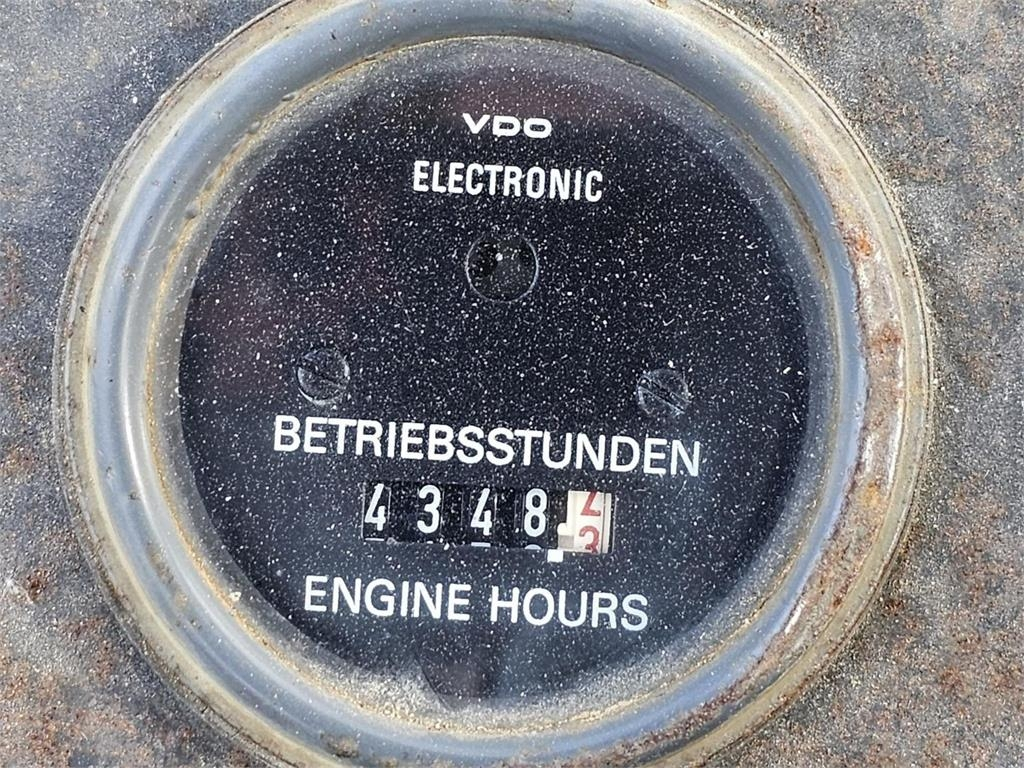 VDO
ELECTRONIC
BETRIEBSSTUNDEN
4348
ENGINE HOURS